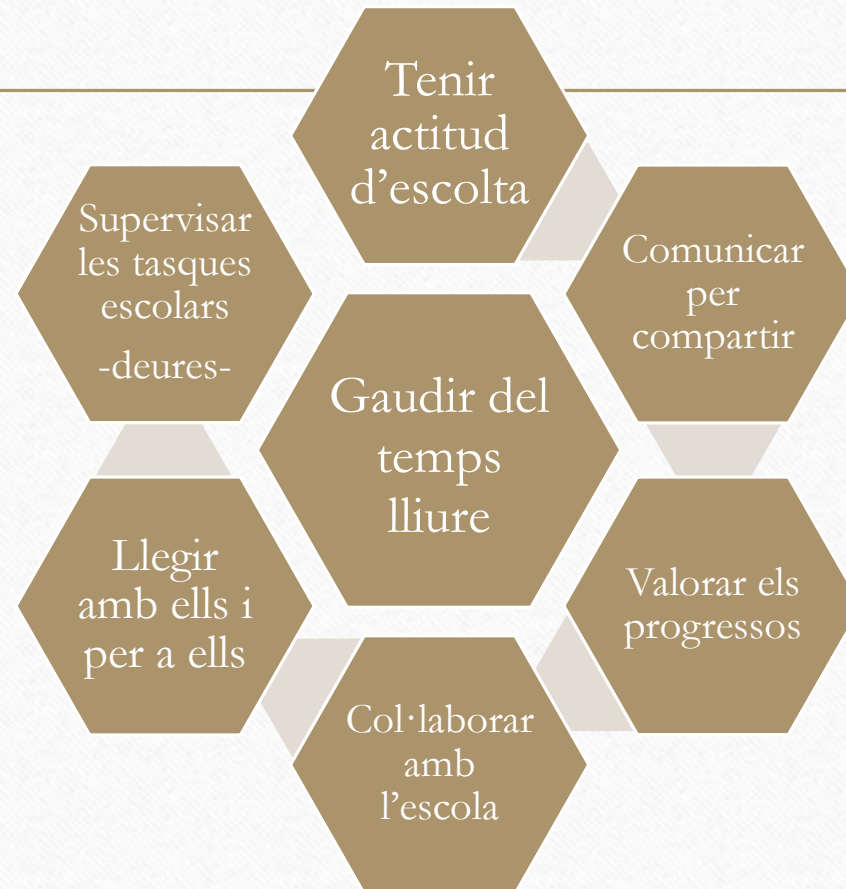 Tenir
actitud
d’escolta
Comunicar
per
compartir
Valorar els
progressos
Col·laborar
amb
l’escola
Llegir
amb ells i
per a ells
Supervisar
les tasques
escolars
-deures-
Gaudir del
temps
lliure